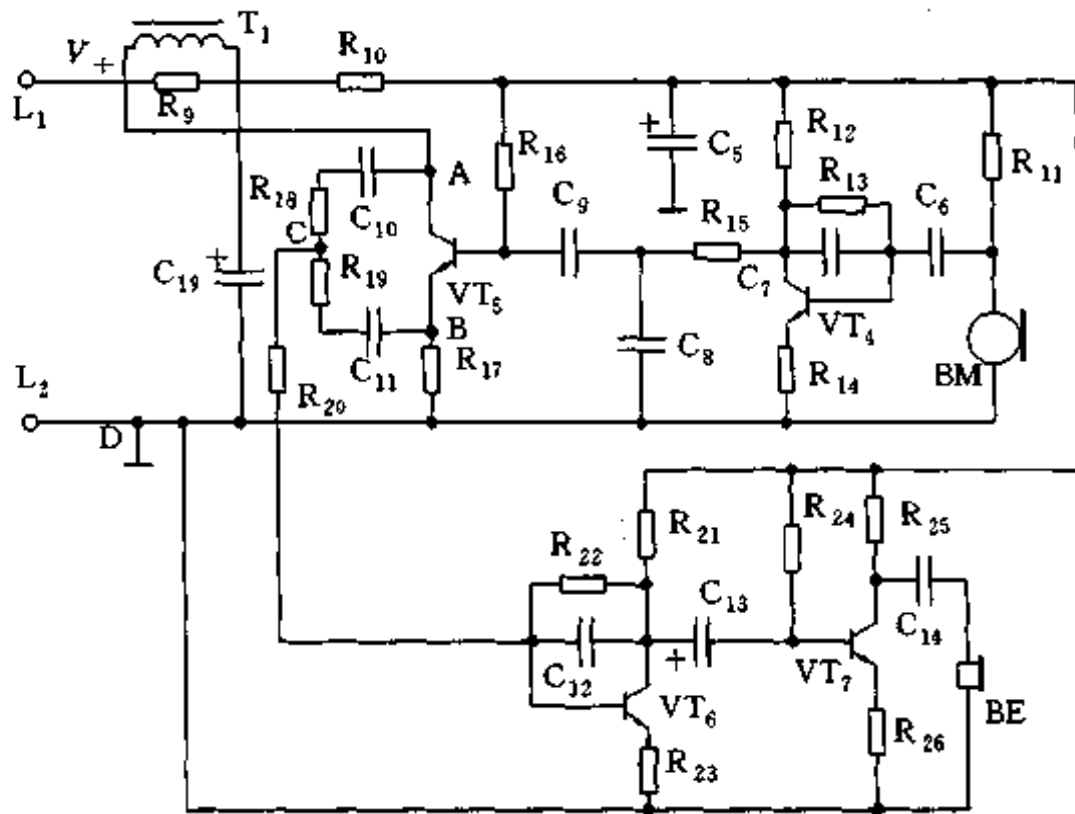 T1
V +
R10
L1
R9
R12
+
C5
R16
R11
R13
A
C9
C6
R18
C10
R15
C
+
R19
C7
C19
VT5
VT4
B
C8
L2
C11
R17
R14
BM
R20
D
R24
R21
R25
R22
C13
C14
+
C12
VT7
VT6
BE
R26
R23